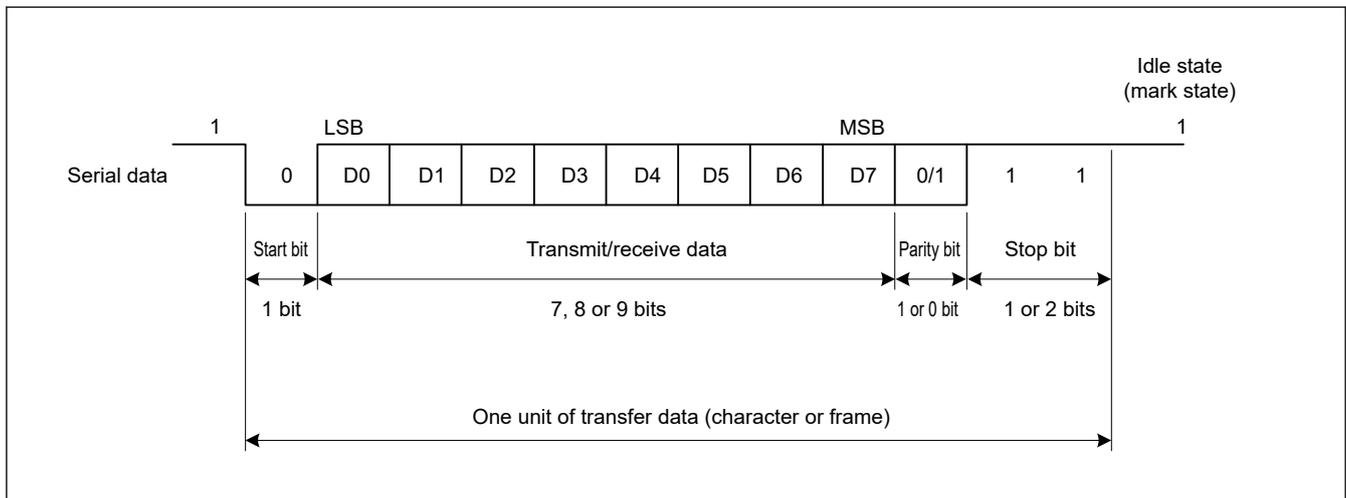 Idle state
(mark state)
1 LSB MSB 1
Serial data 0 D0 D1 D2 D3 D4 D5 D6 D7 0/1 1 1
Start bit Transmit/receive data Parity bit Stop bit
1 bit 7, 8 or 9 bits 1 or 0 bit 1 or 2 bits
One unit of transfer data (character or frame)